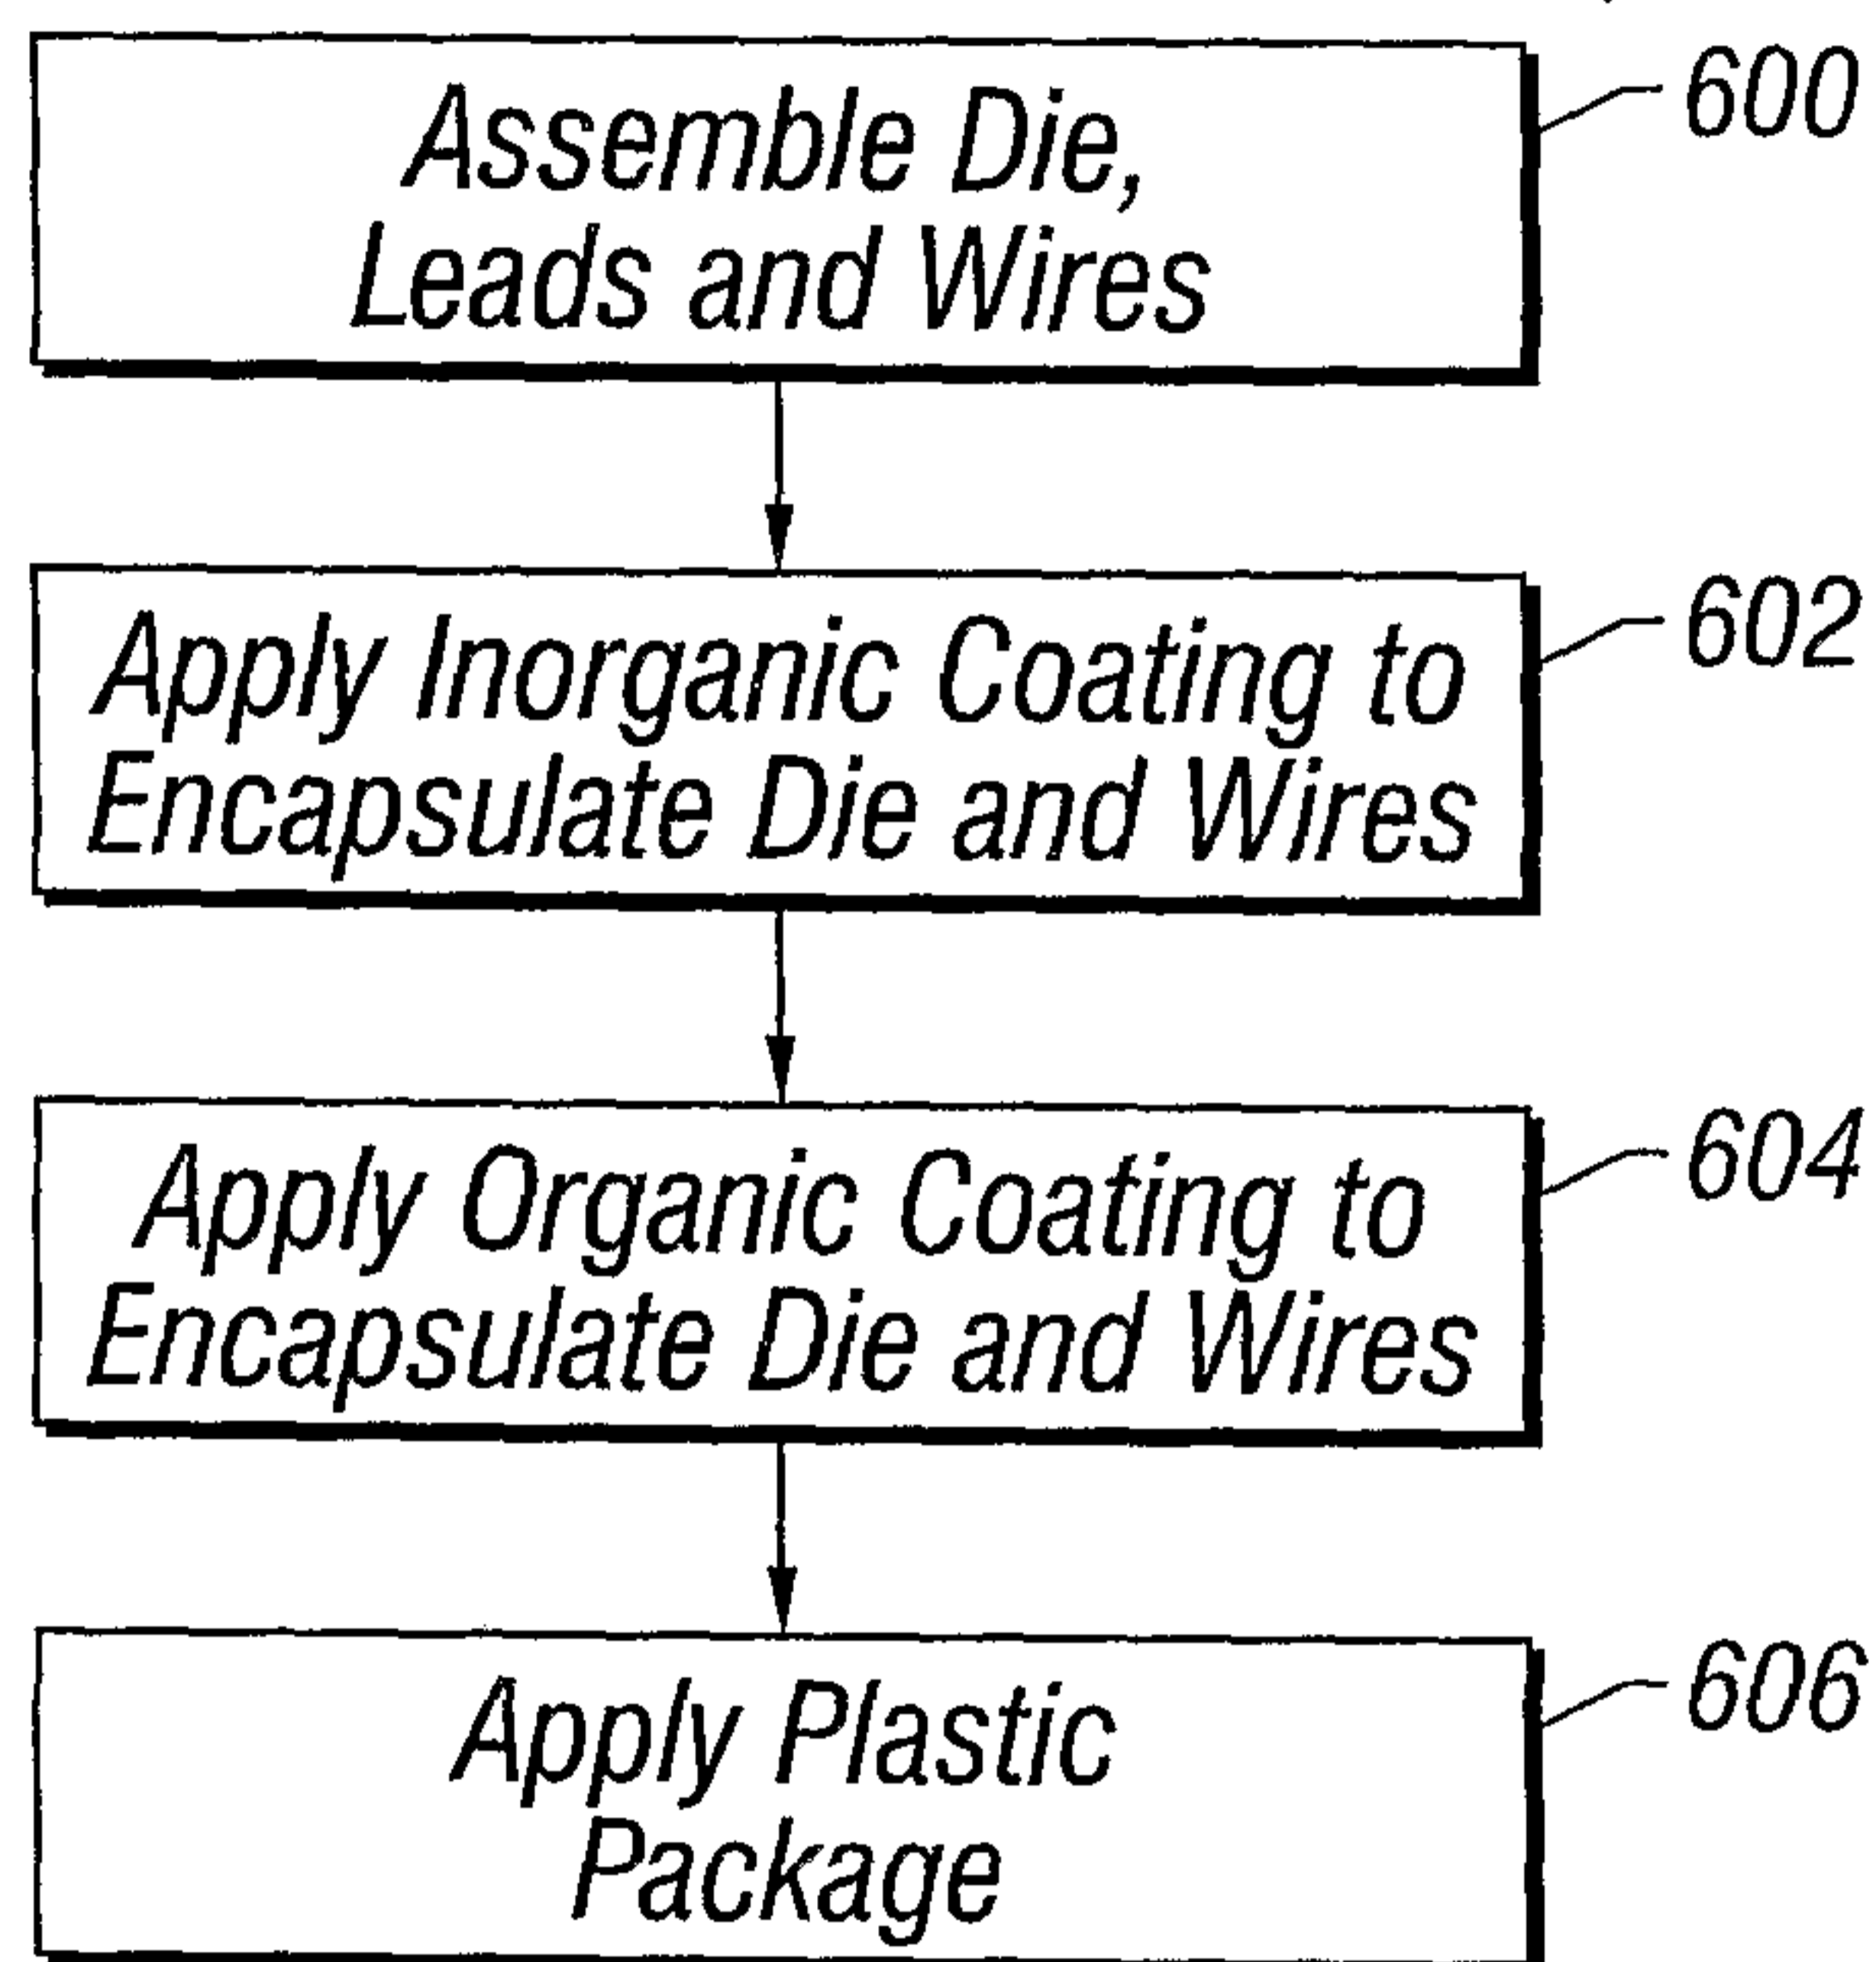 Assemble Die,
Leads and Wires
600
Apply Inorganic Coating to
Encapsulate Die and Wires
602
Apply Organic Coating to
Encapsulate Die and Wires
604
Apply Plastic
Package
606